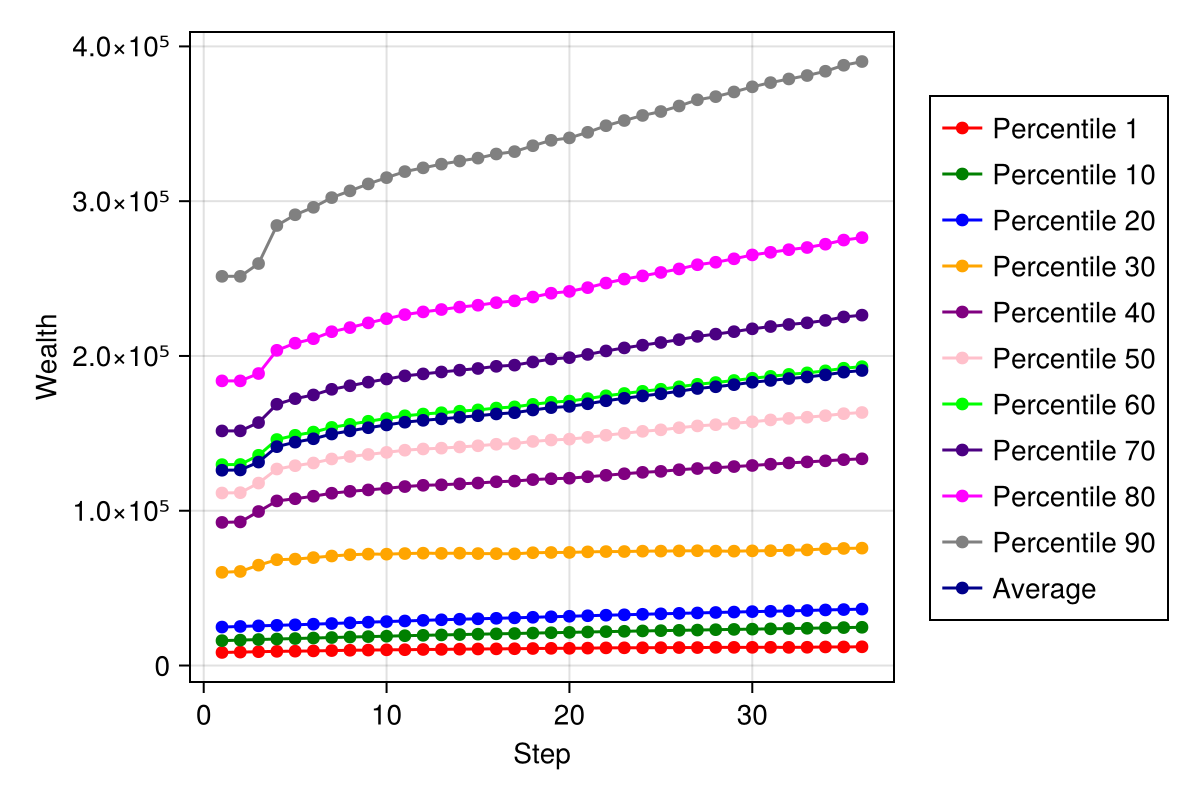 4.0×10⁵
3.0×10⁵
2.0×10⁵
1.0×10⁵
0
Wealth
0 10 20 30
Step
Percentile 1
Percentile 10
Percentile 20
Percentile 30
Percentile 40
Percentile 50
Percentile 60
Percentile 70
Percentile 80
Percentile 90
Average